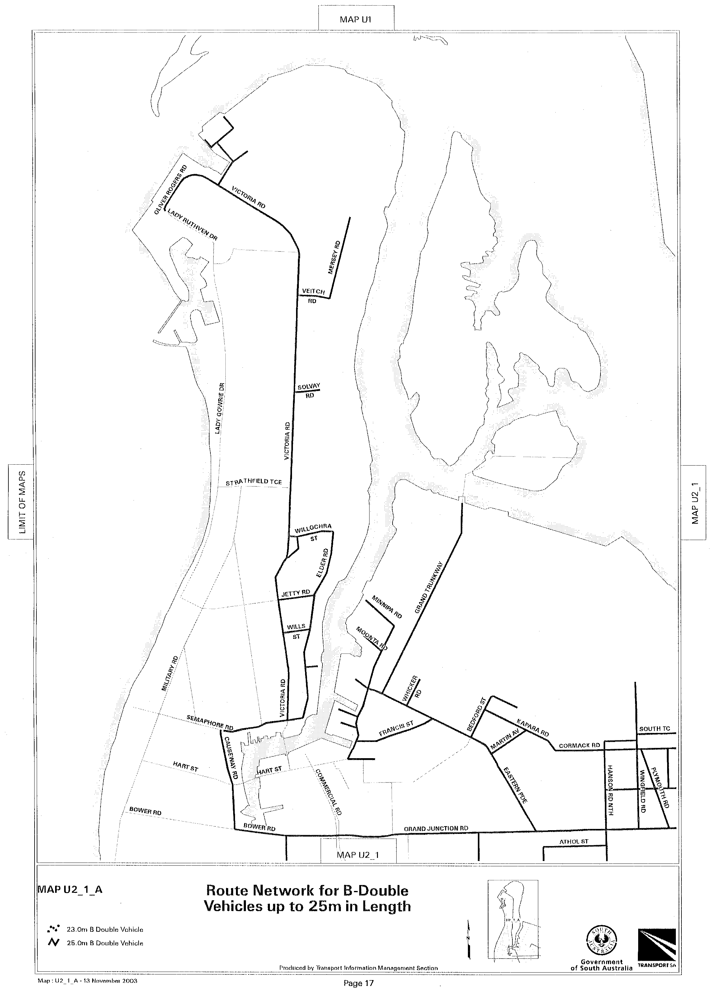 MAP U1
OLIVER ROGERS RD
VICTORIA RD
LADY RUTHVEN DR
MERSEY RD
VEITCH
RD
SOLVAY
RD
LADY GOWRIE DR
VICTORIA RD
LIMIT OF MAPS
MAP U2_1
STRATHFIELD TCE
WILLOCHRA
ST
ELDER RD
GRAND TRUNKWAY
JETTY RD
MINNIPA RD
WILLS
ST
MOONTA RD
MILITARY RD
VICTORIA RD
WHICKER
RD
BEDFORD ST
SEMAPHORE RD
FRANCIS ST
KAPARA RD
SOUTH TC
MARTIN AV
CORMACK RD
CAUSEWAY RD
HART ST
HART ST
COMMERCIAL RD
EASTERN PDE
HANSON RD NTH
WINGFIELD RD
PLYMOUTH RD
BOWER RD
BOWER RD
GRAND JUNCTION RD
ATHOL ST
MAP U2_1
MAP U2_1_A
Route Network for B-Double
Vehicles up to 25m in Length
U2_1_A
23.0m B Double Vehicle
25.0m B Double Vehicle
N
SOUTH
AUSTRALIA
Government
of South Australia
TRANSPORT SA
Produced by Transport Information Management Section
Map : U2_1_A - 13 November 2003
Page 17